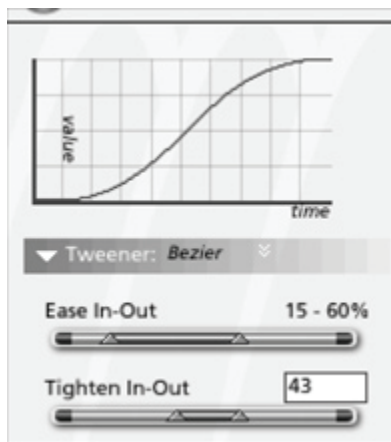 value
time
Tweener: Bezier
Ease In-Out 15 - 60%
Tighten In-Out 43